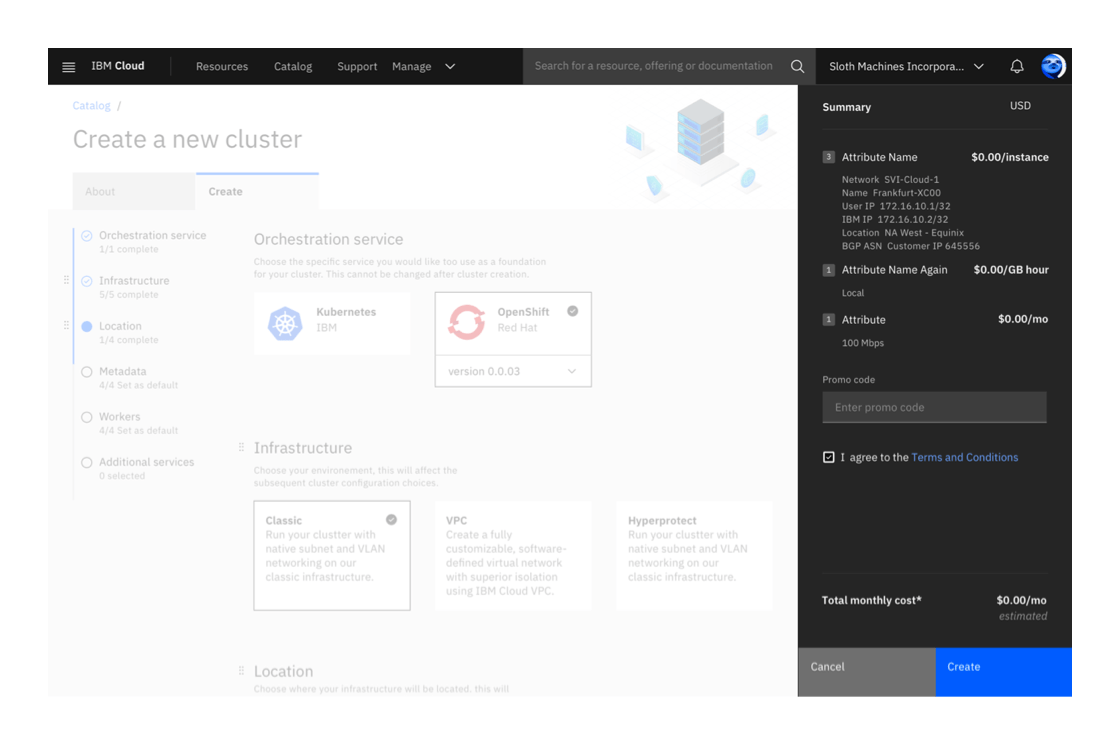 IBM Cloud
Resources
Catalog
Support
Manage
Search for a resource, offering or documentation
Sloth Machines Incorpora...
Catalog /
Create a new cluster
About
Create
Orchestration service
1/1 complete
Infrastructure
5/5 complete
Location
1/4 complete
Metadata
4/4 Set as default
Workers
4/4 Set as default
Additional services
0 selected
Orchestration service
Choose the specific service you would like too use as a foundation
for your cluster. This cannot be changed after cluster creation.
Kubernetes
IBM
OpenShift
Red Hat
version 0.0.03
Infrastructure
Choose your environement, this will affect the
subsequent cluster configuration choices.
Classic
Run your clustter with
native subnet and VLAN
networking on our
classic infrastructure.
VPC
Create a fully
customizable, software-
defined virtual network
with superior isolation
using IBM Cloud VPC.
Hyperprotect
Run your clustter with
native subnet and VLAN
networking on our
classic infrastructure.
Location
Choose where your infrastructure will be located. this will
Summary
USD
3 Attribute Name $0.00/instance
Network SVI-Cloud-1
Name Frankfurt-XC00
User IP 172.16.10.1/32
IBM IP 172.16.10.2/32
Location NA West - Equinix
BGP ASN Customer IP 645556
1 Attribute Name Again $0.00/GB hour
Local
1 Attribute $0.00/mo
100 Mbps
Promo code
Enter promo code
I agree to the Terms and Conditions
Total monthly cost* $0.00/mo
estimated
Cancel
Create